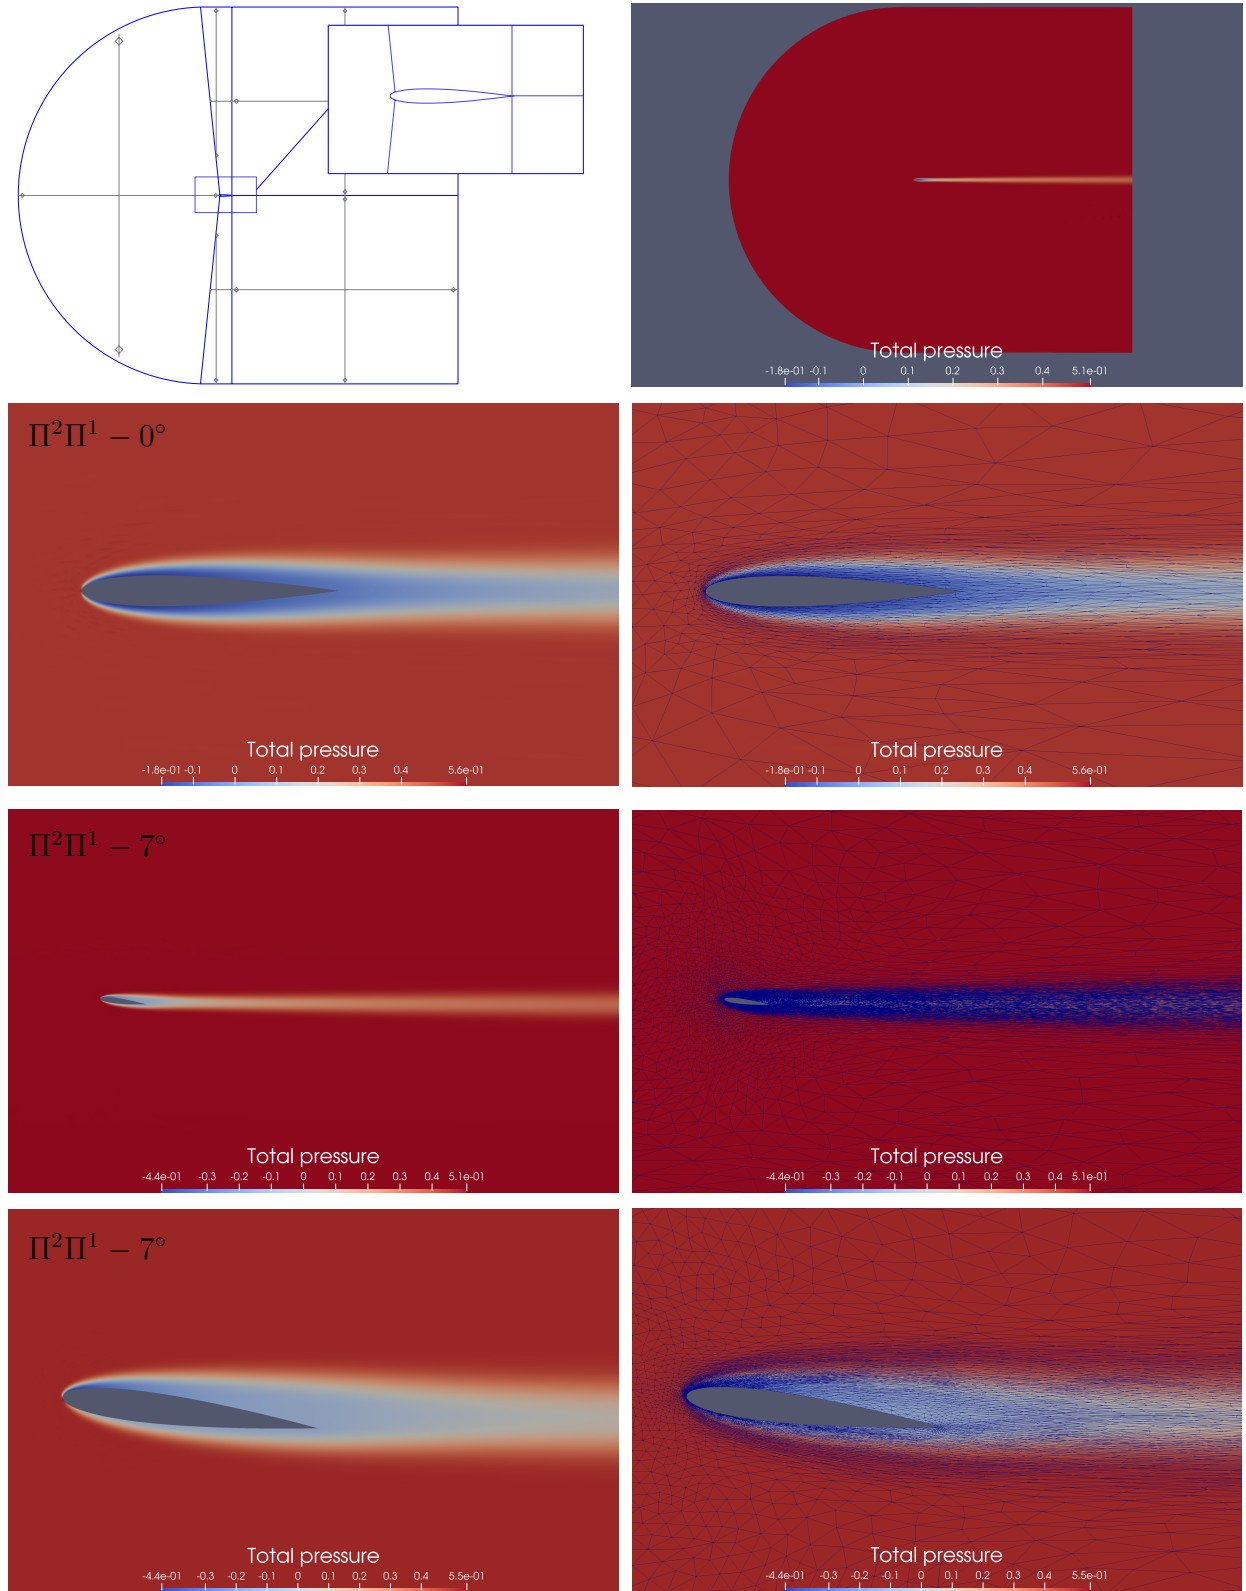 Total pressure
-1.8e-01 -0.1 0 0.1 0.2 0.3 0.4 5.1e-01
Π²Π¹ − 0°
Total pressure
-1.8e-01 -0.1 0 0.1 0.2 0.3 0.4 5.6e-01
Total pressure
-1.8e-01 -0.1 0 0.1 0.2 0.3 0.4 5.6e-01
Π²Π¹ − 7°
Total pressure
-4.4e-01 -0.3 -0.2 -0.1 0 0.1 0.2 0.3 0.4 5.1e-01
Total pressure
-4.4e-01 -0.3 -0.2 -0.1 0 0.1 0.2 0.3 0.4 5.1e-01
Π²Π¹ − 7°
Total pressure
-4.4e-01 -0.3 -0.2 -0.1 0 0.1 0.2 0.3 0.4 5.5e-01
Total pressure
-4.4e-01 -0.3 -0.2 -0.1 0 0.1 0.2 0.3 0.4 5.5e-01